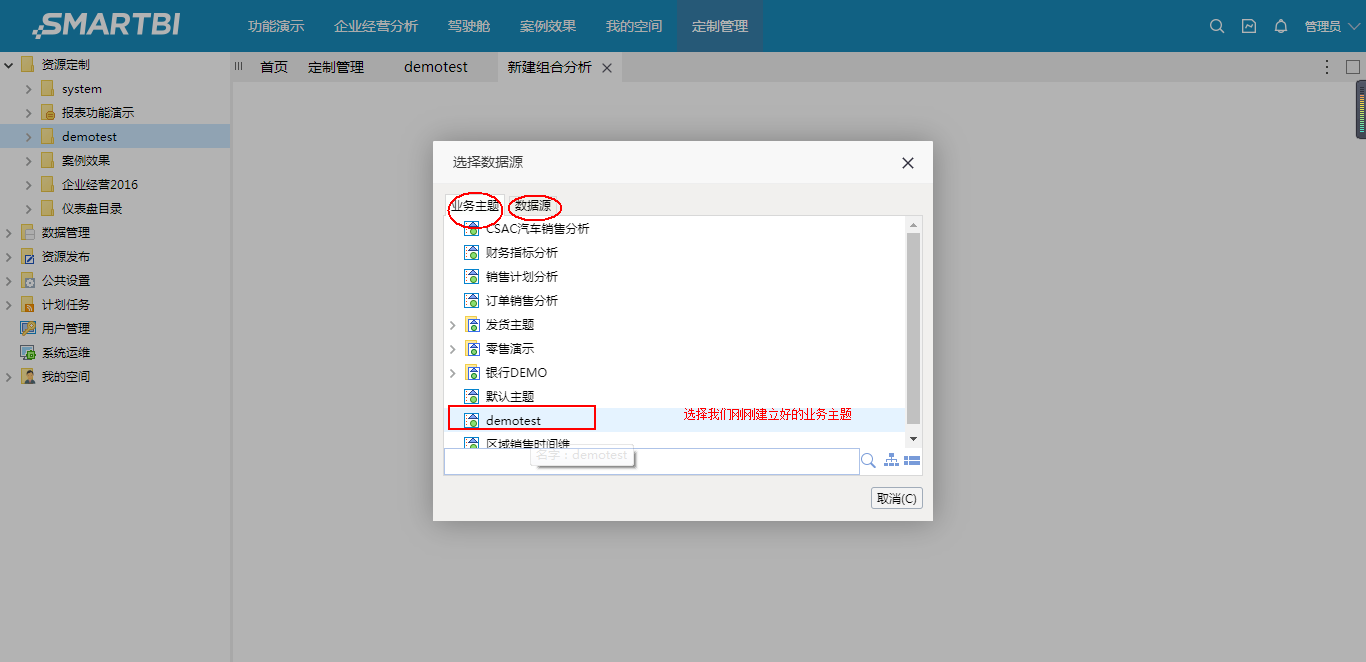 SMARTBI
功能演示 企业经营分析 驾驶舱 案例效果 我的空间 定制管理 管理员
资源定制
system
报表功能演示
demotest
案例效果
企业经营2016
仪表盘目录
数据管理
资源发布
公共设置
计划任务
用户管理
系统运维
我的空间
首页 定制管理 demotest 新建组合分析
选择数据源
业务主题 数据源
CSAC汽车销售分析
财务指标分析
销售计划分析
订单销售分析
发货主题
零售演示
银行DEMO
默认主题
demotest
选择我们刚刚建立好的业务主题
区域销售时间维
名字：demotest
取消(C)